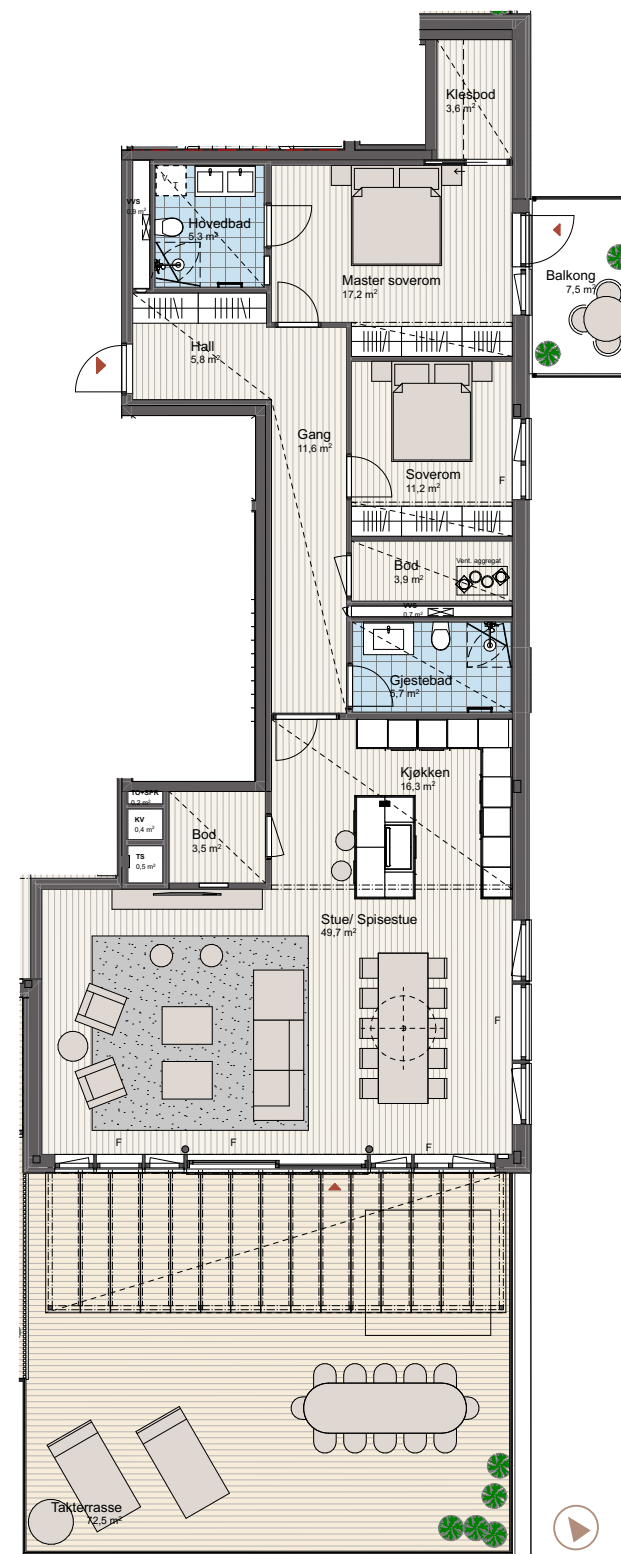 Klesbod
3,6 m²
VVS
0,9 m²
Hovedbad
5,3 m²
Master soverom
17,2 m²
Balkong
7,5 m²
Hall
5,8 m²
Gang
11,6 m²
Soverom
11,2 m²
F
Bod
3,9 m²
Vent. aggregat
VVS
0,7 m²
Gjestebad
5,7 m²
Kjøkken
16,3 m²
TO+SPR
0,2 m²
KV
0,4 m²
TS
0,5 m²
Bod
3,5 m²
Stue/ Spisestue
49,7 m²
F
F
F
F
Takterrasse
72,5 m²